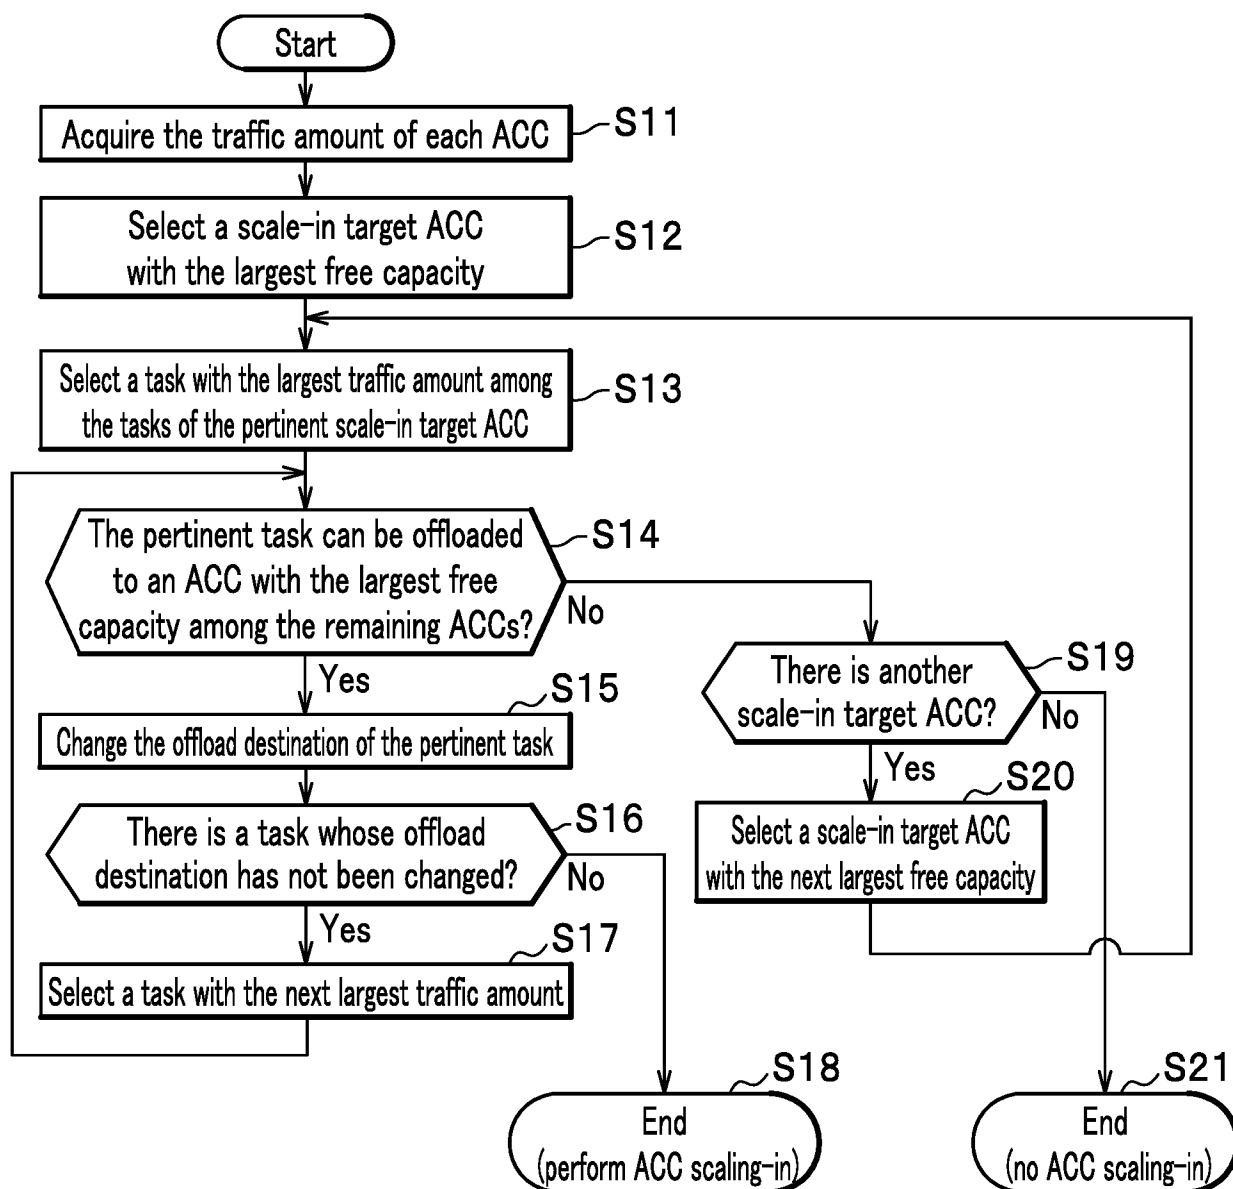 Start
Acquire the traffic amount of each ACC
S11
Select a scale-in target ACC
with the largest free capacity
S12
Select a task with the largest traffic amount among
the tasks of the pertinent scale-in target ACC
S13
The pertinent task can be offloaded
to an ACC with the largest free
capacity among the remaining ACCs?
S14
No
Yes
S15
Change the offload destination of the pertinent task
There is a task whose offload
destination has not been changed?
S16
No
Yes
S17
Select a task with the next largest traffic amount
There is another
scale-in target ACC?
S19
No
Yes
S20
Select a scale-in target ACC
with the next largest free capacity
S18
End
(perform ACC scaling-in)
S21
End
(no ACC scaling-in)